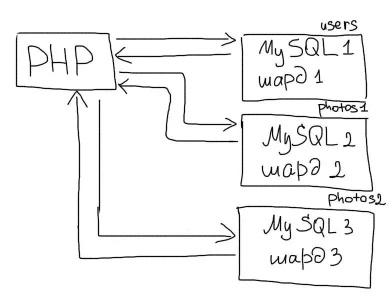 users
PHP
MySQL 1
шард 1
photos1
MySQL 2
шард 2
photos2
MySQL 3
шард 3